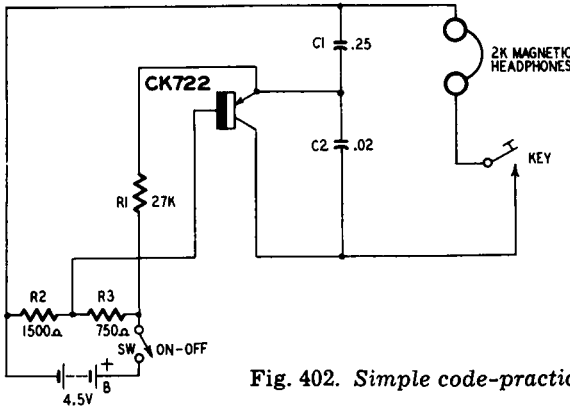 C1 .25
2K MAGNETIC
HEADPHONES
CK722
C2 .02
KEY
R1 27K
R2 R3
1500Ω 750Ω
SW ON-OFF
+
B
4.5V
Fig. 402. Simple code-practic